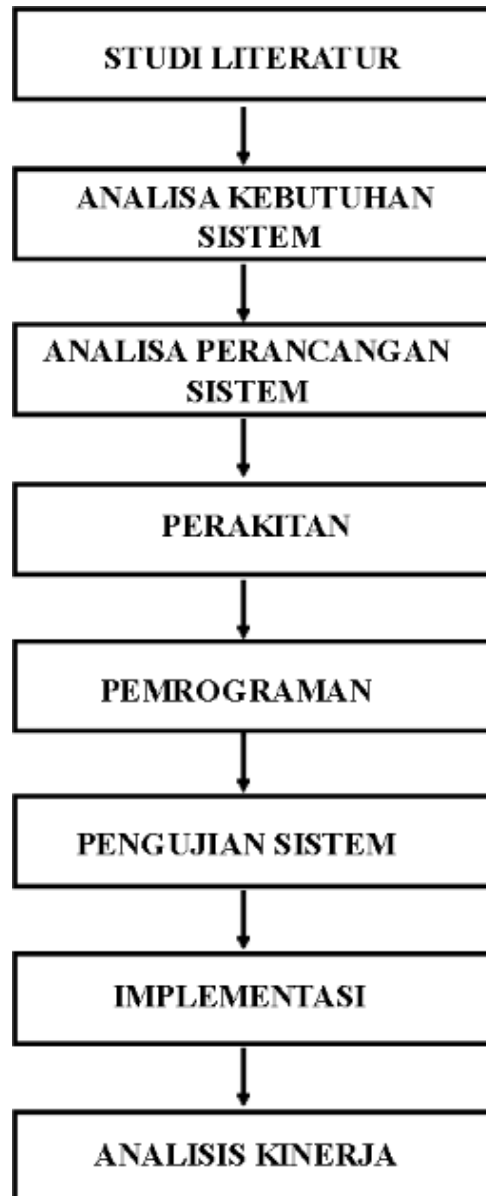 STUDI LITERATUR
ANALISA KEBUTUHAN
SISTEM
ANALISA PERANCANGAN
SISTEM
PERAKITAN
PEMROGRAMAN
PENGUJIAN SISTEM
IMPLEMENTASI
ANALISIS KINERJA